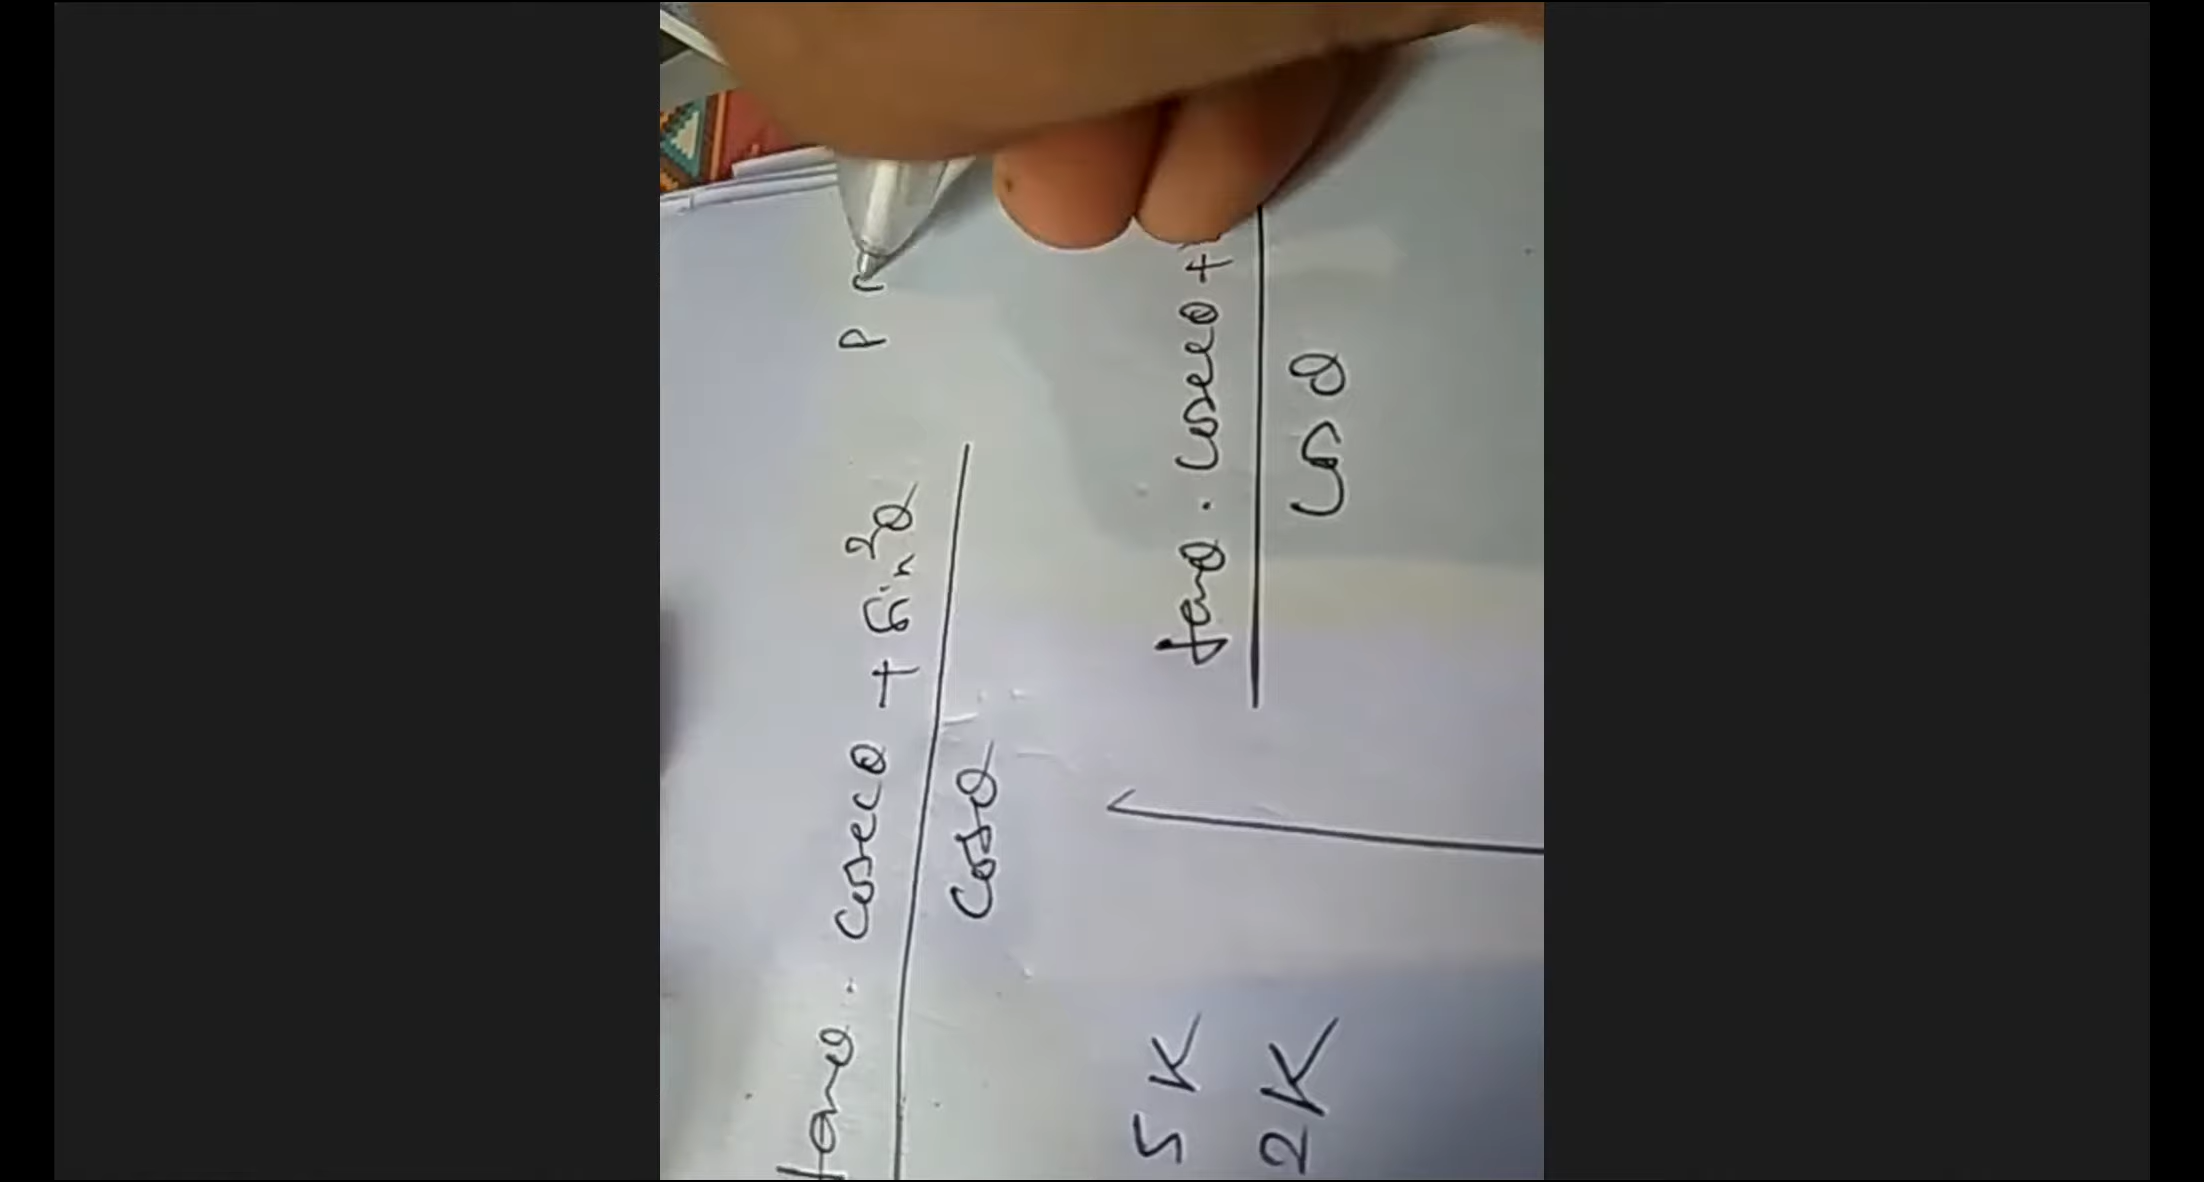 tanθ . Cosecθ + sin²θ
Cosθ
P
tanθ . Cosecθ +
Cosθ
5K
2K